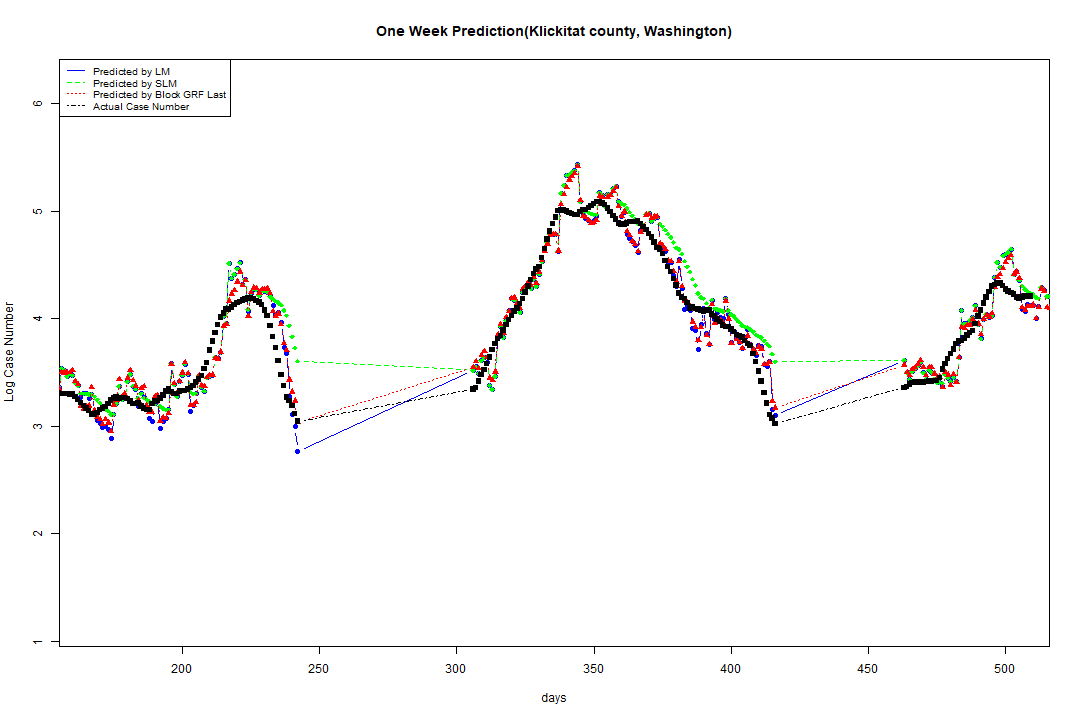 One Week Prediction(Klickitat county, Washington)
Predicted by LM
Predicted by SLM
Predicted by Block GRF Last
Actual Case Number
Log Case Number
6
5
4
3
2
1
200 250 300 350 400 450 500
days